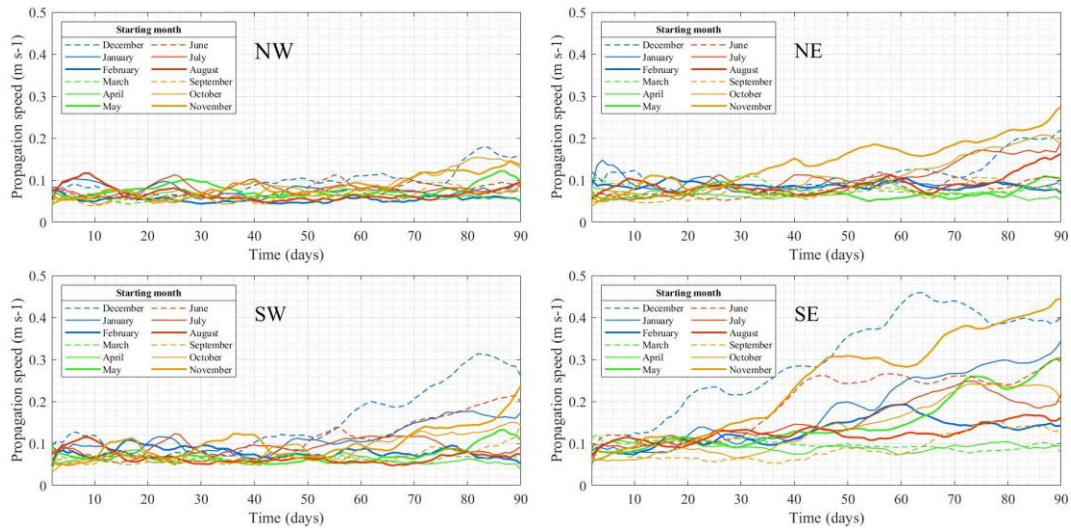 Propagation speed (m s-1)
0.5
0.4
0.3
0.2
0.1
0
Starting month
December June
January July
February August
March September
April October
May November
NW
10 20 30 40 50 60 70 80 90
Time (days)
Propagation speed (m s-1)
0.5
0.4
0.3
0.2
0.1
0
Starting month
December June
January July
February August
March September
April October
May November
NE
10 20 30 40 50 60 70 80 90
Time (days)
Propagation speed (m s-1)
0.5
0.4
0.3
0.2
0.1
0
Starting month
December June
January July
February August
March September
April October
May November
SW
10 20 30 40 50 60 70 80 90
Time (days)
Propagation speed (m s-1)
0.5
0.4
0.3
0.2
0.1
0
Starting month
December June
January July
February August
March September
April October
May November
SE
10 20 30 40 50 60 70 80 90
Time (days)